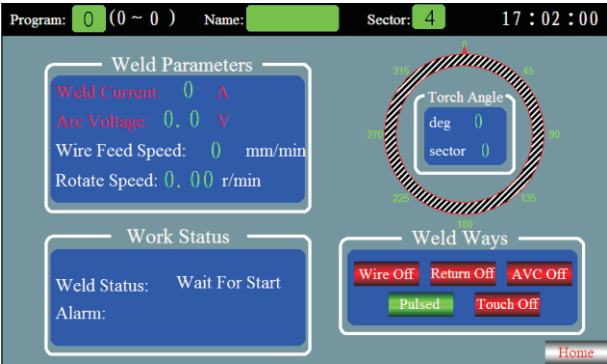 Program: 0 (0 ~ 0 ) Name: Sector: 4 17 : 02 : 00
Weld Parameters
Weld Current: 0 A
Arc Voltage: 0. 0 V
Wire Feed Speed: 0 mm/min
Rotate Speed: 0. 00 r/min
0
45
90
135
180
225
270
315
Torch Angle
deg 0
sector 0
Work Status
Weld Status: Wait For Start
Alarm:
Weld Ways
Wire Off Return Off AVC Off
Pulsed Touch Off
Home